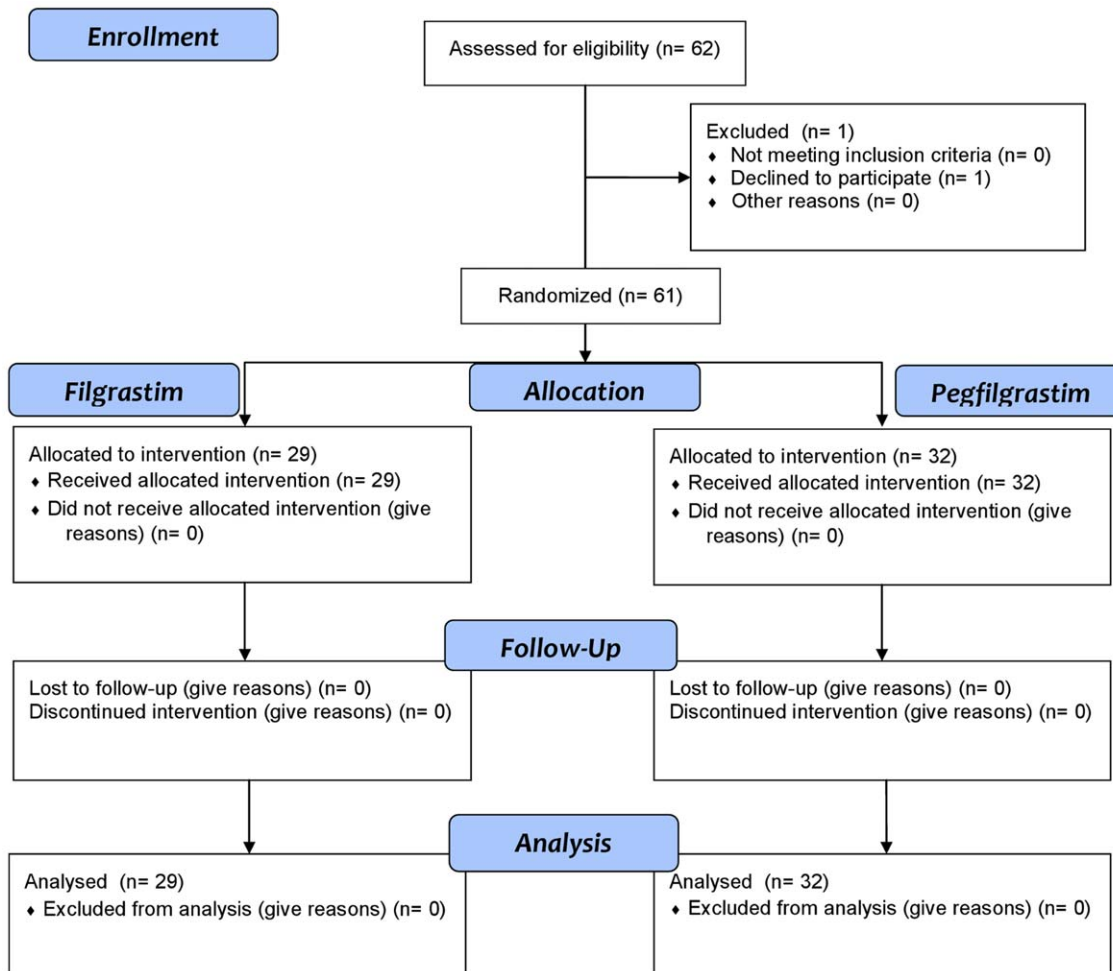 Enrollment
Assessed for eligibility (n= 62)
Excluded (n= 1)
♦ Not meeting inclusion criteria (n= 0)
♦ Declined to participate (n= 1)
♦ Other reasons (n= 0)
Randomized (n= 61)
Filgrastim
Allocation
Pegfilgrastim
Allocated to intervention (n= 29)
♦ Received allocated intervention (n= 29)
♦ Did not receive allocated intervention (give
reasons) (n= 0)
Allocated to intervention (n= 32)
♦ Received allocated intervention (n= 32)
♦ Did not receive allocated intervention (give
reasons) (n= 0)
Follow-Up
Lost to follow-up (give reasons) (n= 0)
Discontinued intervention (give reasons) (n= 0)
Lost to follow-up (give reasons) (n= 0)
Discontinued intervention (give reasons) (n= 0)
Analysis
Analysed (n= 29)
♦ Excluded from analysis (give reasons) (n= 0)
Analysed (n= 32)
♦ Excluded from analysis (give reasons) (n= 0)